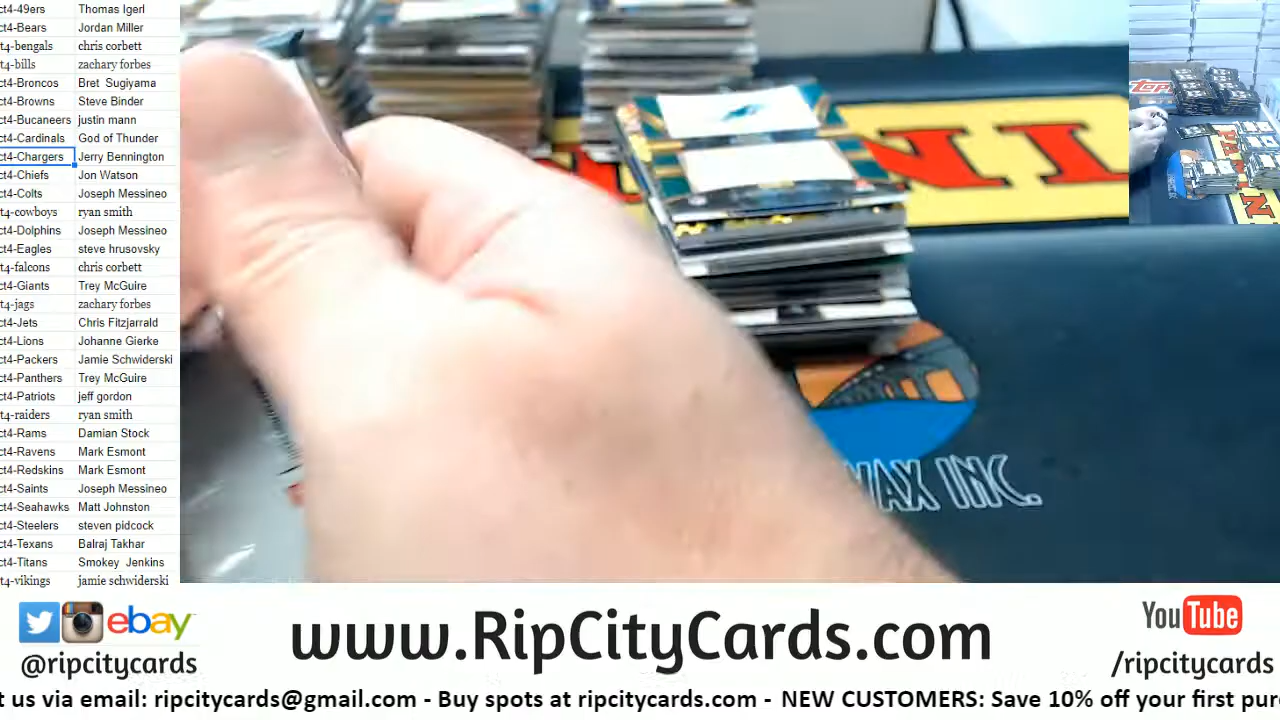 ct4-49ers Thomas Igerl
ct4-Bears Jordan Miller
t4-bengals chris corbett
t4-bills zachary forbes
ct4-Broncos Bret Sugiyama
ct4-Browns Steve Binder
ct4-Bucaneers justin mann
ct4-Cardinals God of Thunder
ct4-Chargers Jerry Bennington
ct4-Chiefs Jon Watson
ct4-Colts Joseph Messineo
t4-cowboys ryan smith
ct4-Dolphins Joseph Messineo
ct4-Eagles steve hrusovsky
t4-falcons chris corbett
ct4-Giants Trey McGuire
t4-jags zachary forbes
ct4-Jets Chris Fitzjarrald
ct4-Lions Johanne Gierke
ct4-Packers Jamie Schwiderski
ct4-Panthers Trey McGuire
ct4-Patriots jeff gordon
t4-raiders ryan smith
ct4-Rams Damian Stock
ct4-Ravens Mark Esmont
ct4-Redskins Mark Esmont
ct4-Saints Joseph Messineo
ct4-Seahawks Matt Johnston
ct4-Steelers steven pidcock
ct4-Texans Balraj Takhar
ct4-Titans Smokey Jenkins
t4-vikings jamie schwiderski
NI
WAX INC.
ebay
@ripcitycards
www.RipCityCards.com
YouTube
/ripcitycards
t us via email: ripcitycards@gmail.com - Buy spots at ripcitycards.com - NEW CUSTOMERS: Save 10% off your first pur